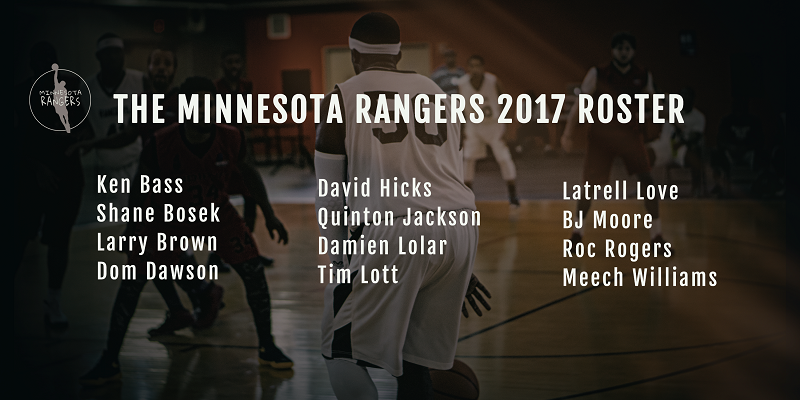 MINNESOTA
RANGERS
THE MINNESOTA RANGERS 2017 ROSTER
Ken Bass
Shane Bosek
Larry Brown
Dom Dawson
David Hicks
Quinton Jackson
Damien Lolar
Tim Lott
Latrell Love
BJ Moore
Roc Rogers
Meech Williams